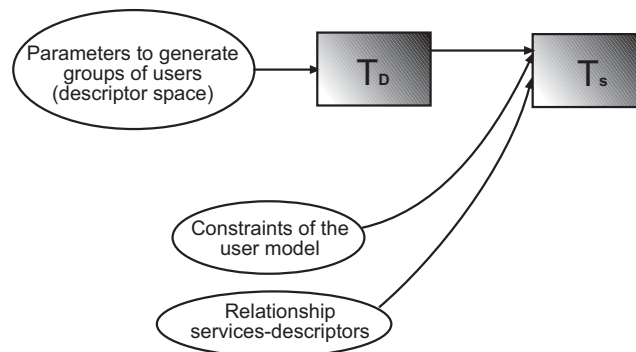 Parameters to generate
groups of users
(descriptor space)
TD
Ts
Constraints of the
user model
Relationship
services-descriptors